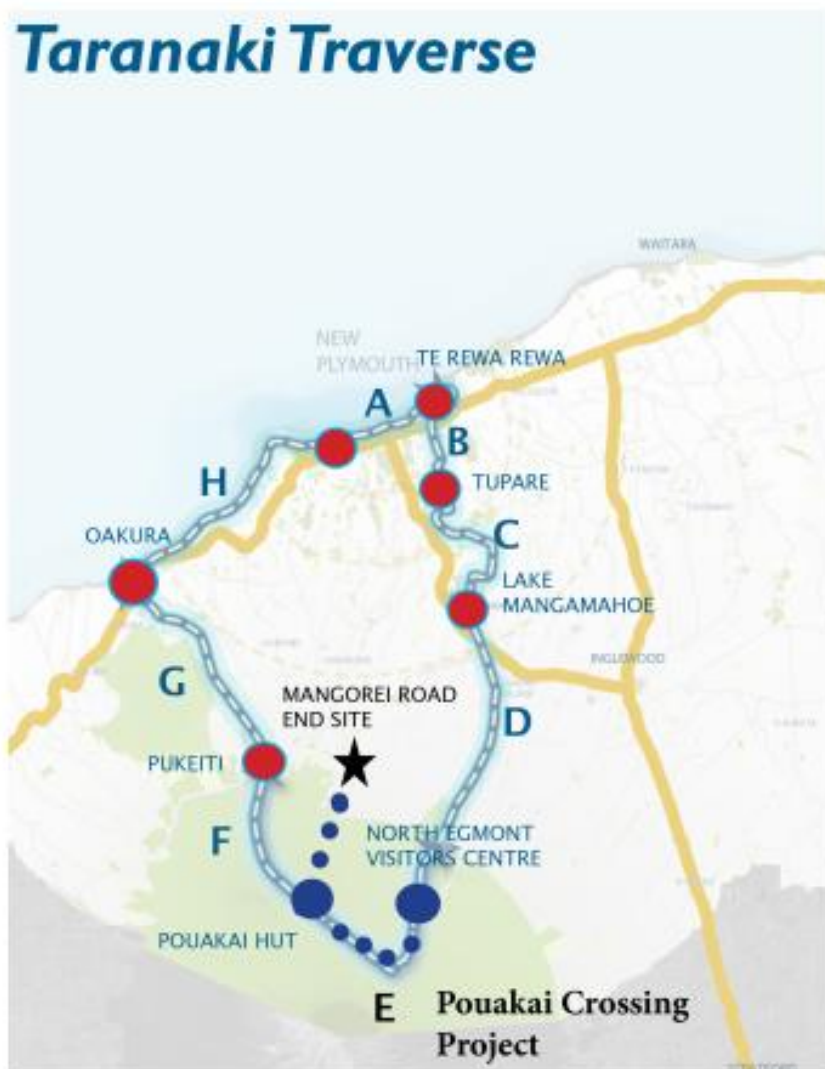 Taranaki Traverse
WAITARA
NEW
PLYMOUTH
TE REWA REWA
A
B
H
TUPARE
OAKURA
C
LAKE
MANGAMAHOE
INGLEWOOD
G
MANGOREI ROAD
END SITE
D
PUKEITI
F
NORTH EGMONT
VISITORS CENTRE
POUAKAI HUT
E
Pouakai Crossing
Project